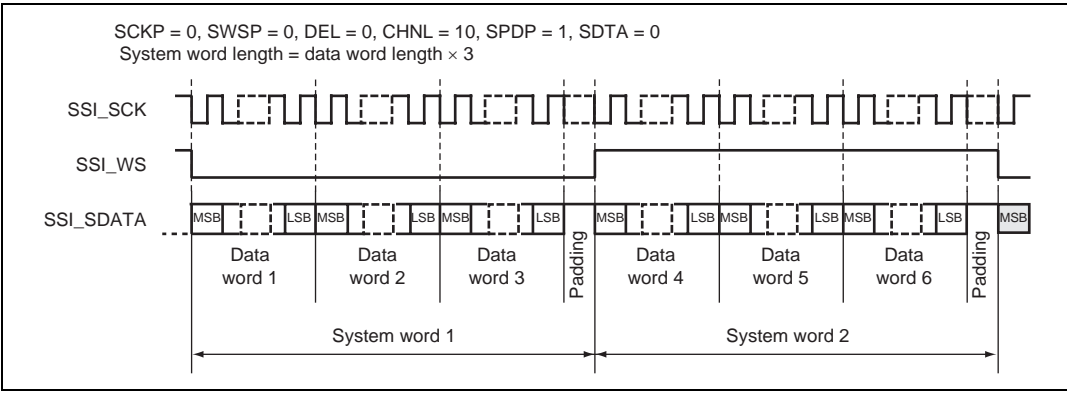 SCKP = 0, SWSP = 0, DEL = 0, CHNL = 10, SPDP = 1, SDTA = 0
System word length = data word length × 3
SSI_SCK
SSI_WS
SSI_SDATA
MSB LSB MSB LSB MSB LSB MSB LSB MSB LSB MSB LSB MSB
Data Data Data Padding Data Data Data Padding
word 1 word 2 word 3 word 4 word 5 word 6
System word 1 System word 2